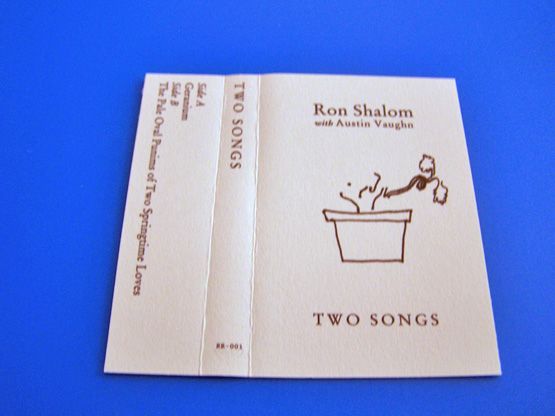 Ron Shalom
with Austin Vaughn
TWO SONGS
TWO SONGS
RR-001
Side A
Geranium
Side B
The Pale Oval Punims of Two Springtime Loves